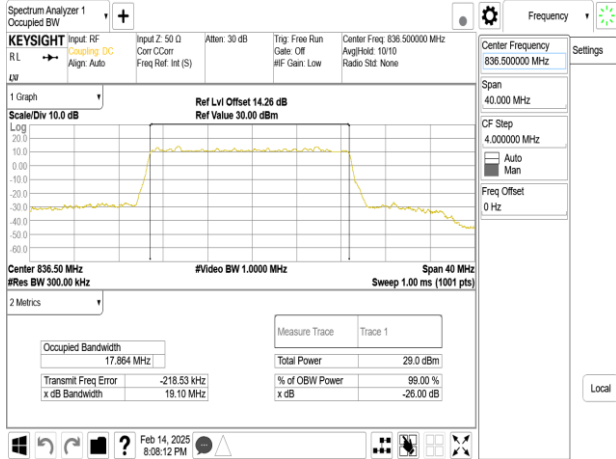 Spectrum Analyzer 1
Occupied BW
Frequency
KEYSIGHT
RL
Input: RF
Coupling: DC
Align: Auto
Input Z: 50 Ω
Corr CCorr
Freq Ref: Int (S)
Atten: 30 dB
Trig: Free Run
Gate: Off
#IF Gain: Low
Center Freq: 836.500000 MHz
Avg|Hold: 10/10
Radio Std: None
LXI
Center Frequency
836.500000 MHz
Settings
Span
40.000 MHz
CF Step
4.000000 MHz
Auto
Man
Freq Offset
0 Hz
Local
1 Graph
Scale/Div 10.0 dB
Ref Lvl Offset 14.26 dB
Ref Value 30.00 dBm
Log
20.0
10.0
0.00
-10.0
-20.0
-30.0
-40.0
-50.0
-60.0
Center 836.50 MHz
#Res BW 300.00 kHz
#Video BW 1.0000 MHz
Span 40 MHz
Sweep 1.00 ms (1001 pts)
2 Metrics
Measure Trace Trace 1
Occupied Bandwidth
17.864 MHz
Total Power 29.0 dBm
Transmit Freq Error -218.53 kHz
% of OBW Power 99.00 %
x dB Bandwidth 19.10 MHz
x dB -26.00 dB
Feb 14, 2025
8:08:12 PM